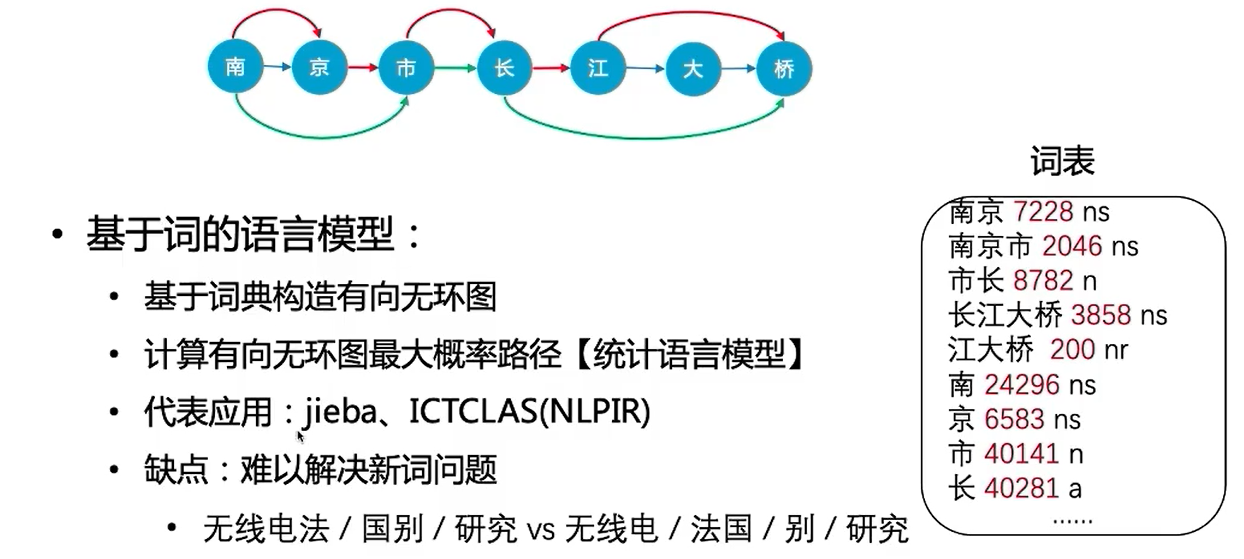 南 京 市 长 江 大 桥
词表
• 基于词的语言模型：
• 基于词典构造有向无环图
• 计算有向无环图最大概率路径【统计语言模型】
• 代表应用：jieba、ICTCLAS(NLPIR)
• 缺点：难以解决新词问题
• 无线电法 / 国别 / 研究 vs 无线电 / 法国 / 别 / 研究
南京 7228 ns
南京市 2046 ns
市长 8782 n
长江大桥 3858 ns
江大桥 200 nr
南 24296 ns
京 6583 ns
市 40141 n
长 40281 a
......